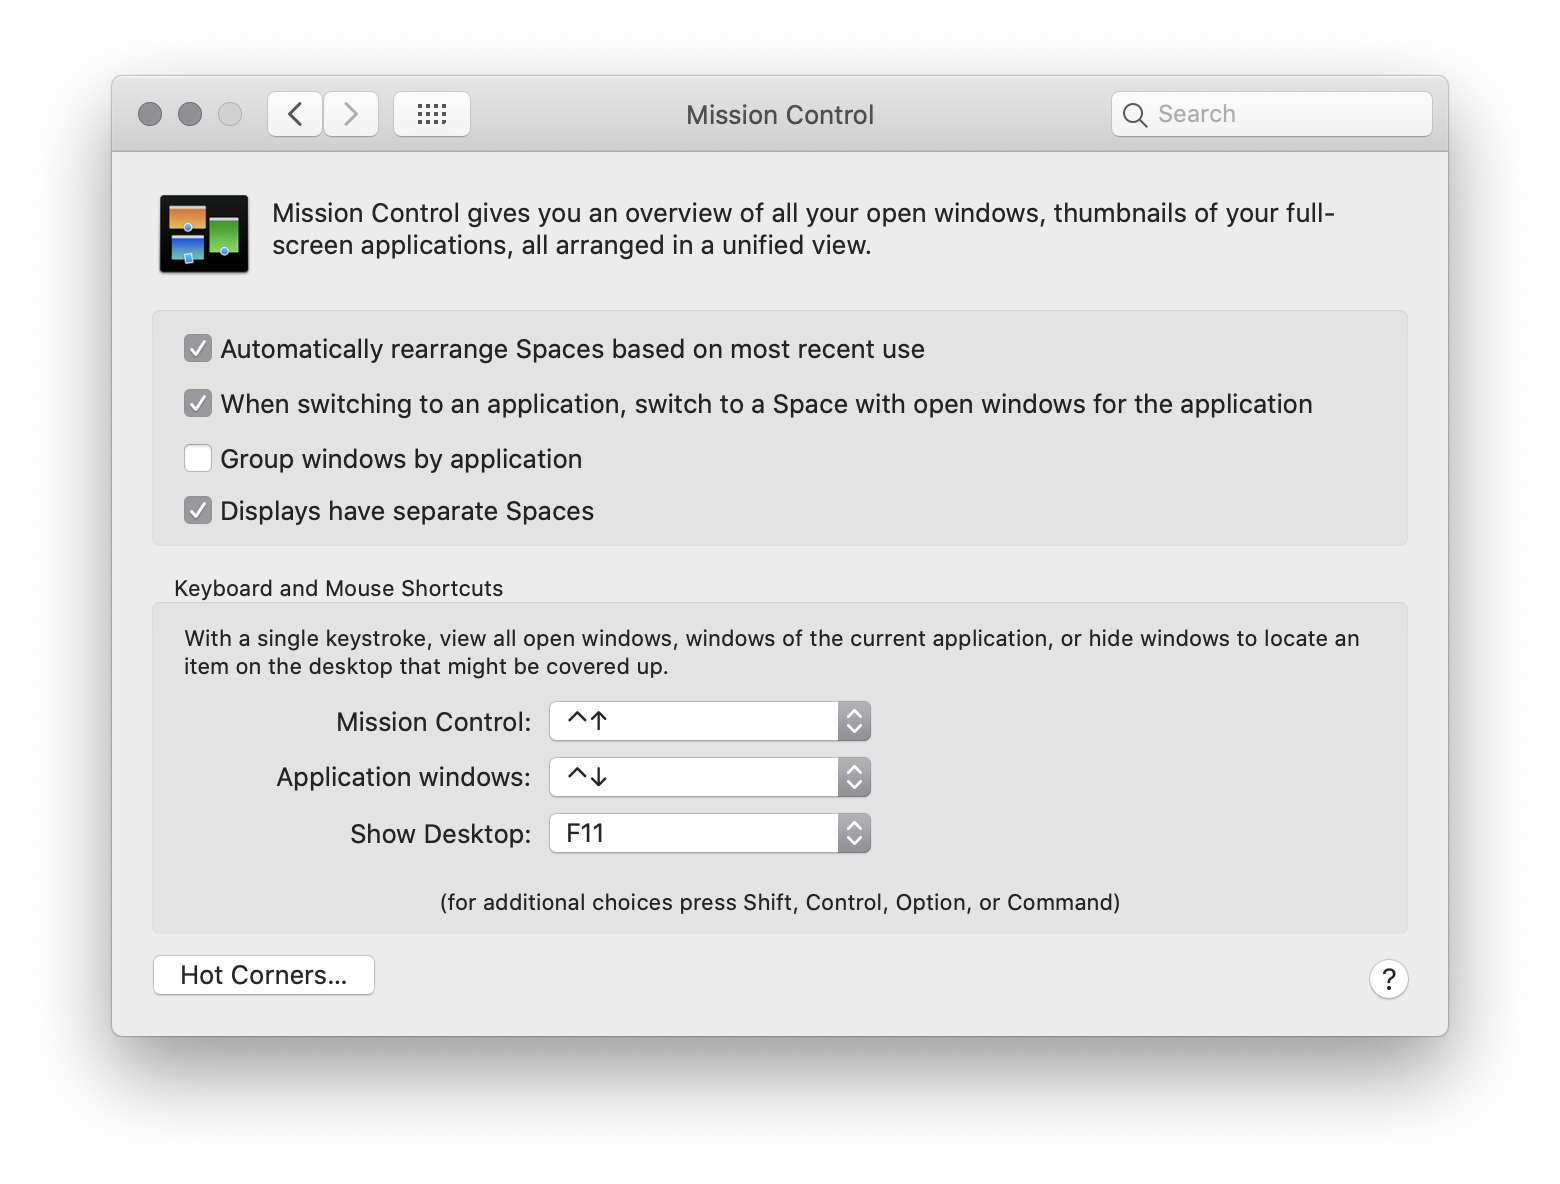 Mission Control
Search
Mission Control gives you an overview of all your open windows, thumbnails of your full-
screen applications, all arranged in a unified view.
Automatically rearrange Spaces based on most recent use
When switching to an application, switch to a Space with open windows for the application
Group windows by application
Displays have separate Spaces
Keyboard and Mouse Shortcuts
With a single keystroke, view all open windows, windows of the current application, or hide windows to locate an
item on the desktop that might be covered up.
Mission Control: ^↑
Application windows: ^↓
Show Desktop: F11
(for additional choices press Shift, Control, Option, or Command)
Hot Corners...
?